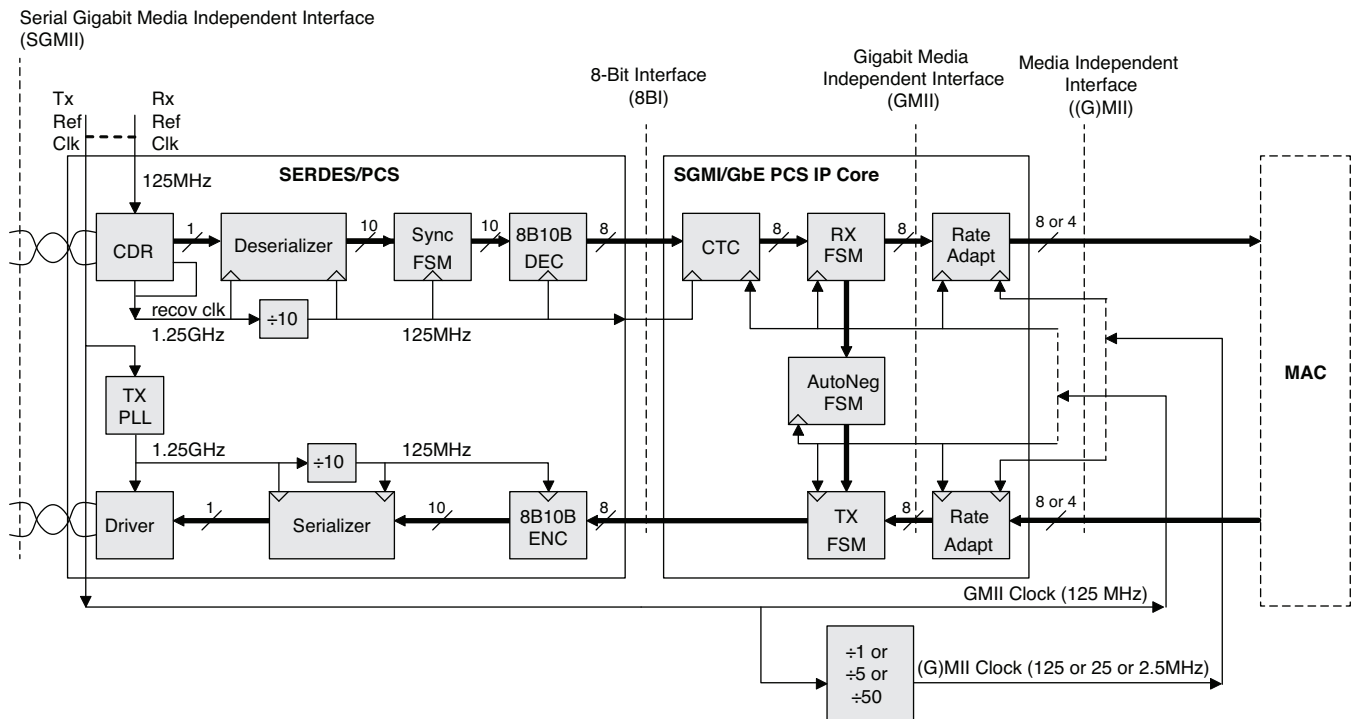 Serial Gigabit Media Independent Interface
(SGMII)
8-Bit Interface
(8BI)
Gigabit Media
Independent Interface
(GMII)
Media Independent
Interface
((G)MII)
Tx
Ref
Clk
Rx
Ref
Clk
SERDES/PCS
SGMI/GbE PCS IP Core
125MHz
CDR
1
Deserializer
10
Sync
FSM
10
8B10B
DEC
8
CTC
8
RX
FSM
8
Rate
Adapt
8 or 4
recov clk
1.25GHz
÷10
125MHz
MAC
AutoNeg
FSM
TX
PLL
1.25GHz
÷10
125MHz
Driver
1
Serializer
10
8B10B
ENC
8
TX
FSM
8
Rate
Adapt
8 or 4
GMII Clock (125 MHz)
÷1 or
÷5 or
÷50
(G)MII Clock (125 or 25 or 2.5MHz)